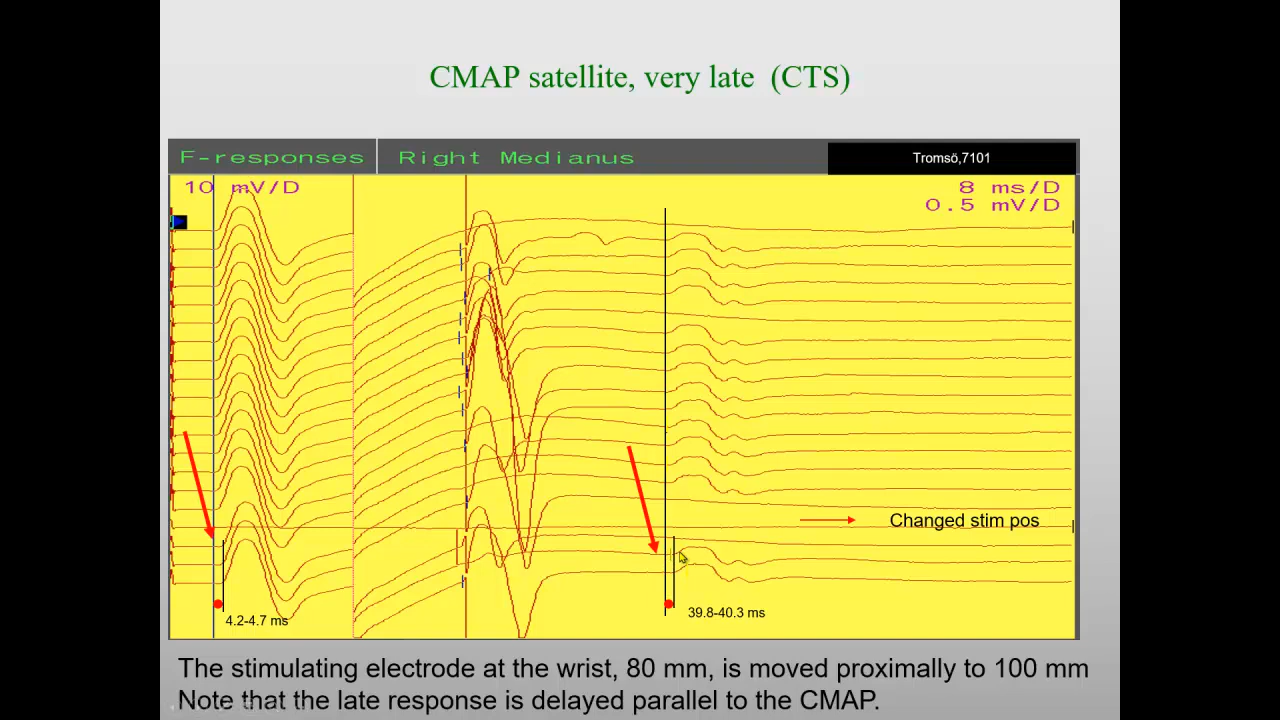 CMAP satellite, very late (CTS)
F-responses Right Medianus Tromsö,7101
10 mV/D 8 ms/D
0.5 mV/D
Changed stim pos
4.2-4.7 ms 39.8-40.3 ms
The stimulating electrode at the wrist, 80 mm, is moved proximally to 100 mm
Note that the late response is delayed parallel to the CMAP.